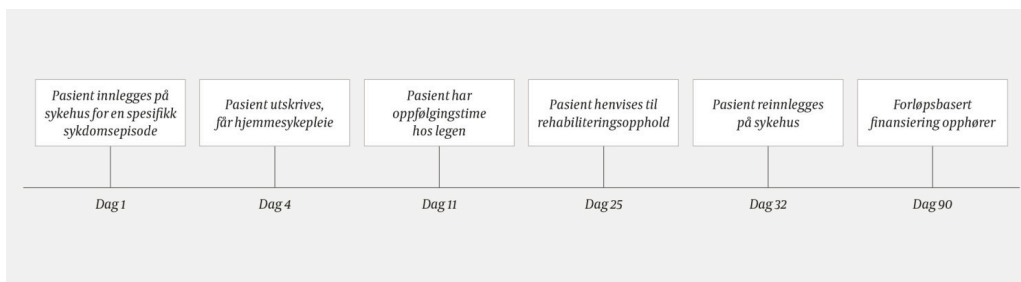 Pasient innlegges på
sykehus for en spesifikk
sykdomsepisode
Pasient utskrives,
får hjemmesykepleie
Pasient har
oppfølgingstime
hos legen
Pasient henvises til
rehabiliteringsopphold
Pasient reinnlegges
på sykehus
Forløpsbasert
finansiering opphører
Dag 1
Dag 4
Dag 11
Dag 25
Dag 32
Dag 90